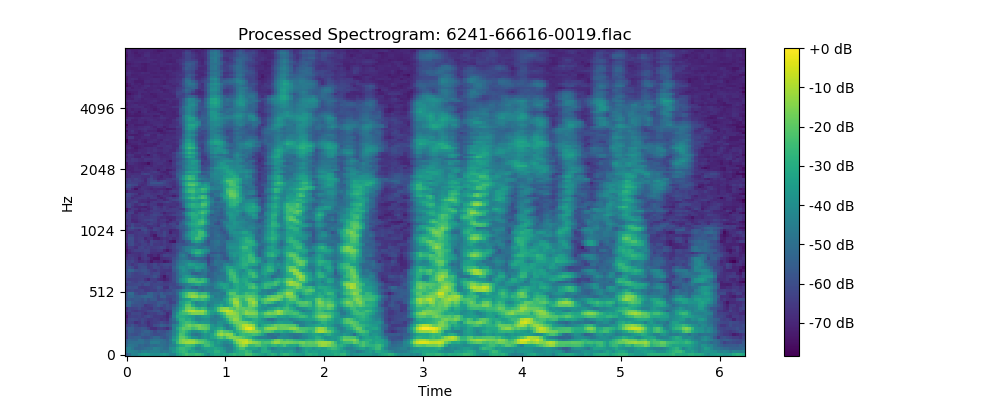 Processed Spectrogram: 6241-66616-0019.flac
Hz
4096
2048
1024
512
0
0 1 2 3 4 5 6
Time
+0 dB
-10 dB
-20 dB
-30 dB
-40 dB
-50 dB
-60 dB
-70 dB